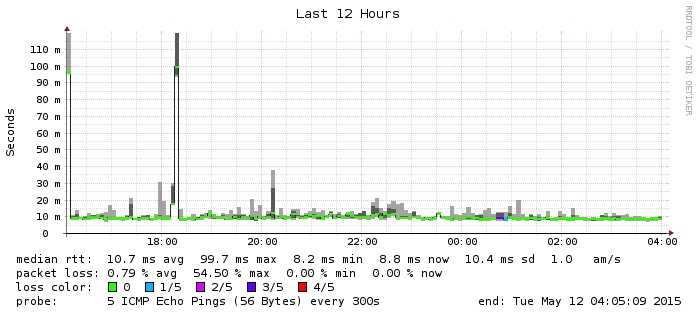 Last 12 Hours
RRDTOOL / TOBI OETIKER
Seconds
110 m
100 m
90 m
80 m
70 m
60 m
50 m
40 m
30 m
20 m
10 m
0
18:00 20:00 22:00 00:00 02:00 04:00
median rtt: 10.7 ms avg 99.7 ms max 8.2 ms min 8.8 ms now 10.4 ms sd 1.0 am/s
packet loss: 0.79 % avg 54.50 % max 0.00 % min 0.00 % now
loss color: 0 1/5 2/5 3/5 4/5
probe: 5 ICMP Echo Pings (56 Bytes) every 300s end: Tue May 12 04:05:09 2015